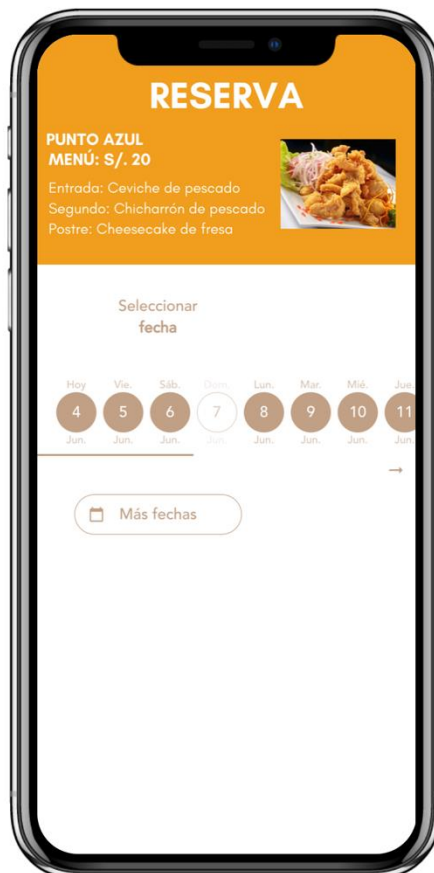 RESERVA
PUNTO AZUL
MENÚ: S/. 20
Entrada: Ceviche de pescado
Segundo: Chicharrón de pescado
Postre: Cheesecake de fresa
Seleccionar
fecha
Hoy Vie. Sáb. Dom. Lun. Mar. Mié. Jue.
4 5 6 7 8 9 10 11
Jun. Jun. Jun. Jun. Jun. Jun. Jun. Jun.
→
Más fechas